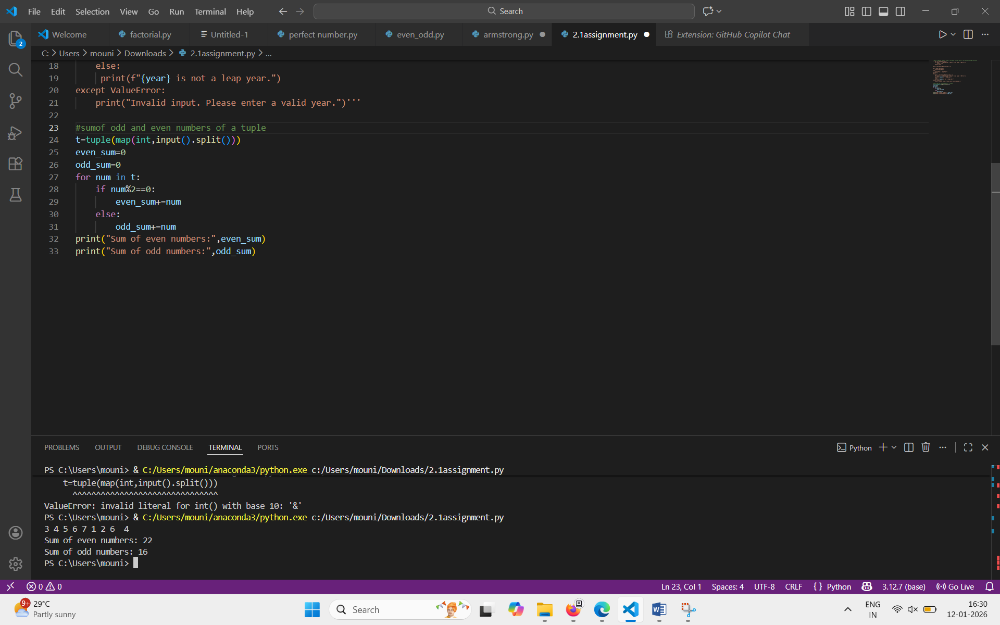 File Edit Selection View Go Run Terminal Help
Search
Welcome factorial.py Untitled-1 perfect number.py even_odd.py armstrong.py 2.1assignment.py Extension: GitHub Copilot Chat
C: > Users > mouni > Downloads > 2.1assignment.py > ...
18 else:
19 print(f"{year} is not a leap year.")
20 except ValueError:
21 print("Invalid input. Please enter a valid year.")'''
22
23 #sumof odd and even numbers of a tuple
24 t=tuple(map(int,input().split()))
25 even_sum=0
26 odd_sum=0
27 for num in t:
28 if num%2==0:
29 even_sum+=num
30 else:
31 odd_sum+=num
32 print("Sum of even numbers:",even_sum)
33 print("Sum of odd numbers:",odd_sum)
PROBLEMS OUTPUT DEBUG CONSOLE TERMINAL PORTS
Python
PS C:\Users\mouni> & C:/Users/mouni/anaconda3/python.exe c:/Users/mouni/Downloads/2.1assignment.py
t=tuple(map(int,input().split()))
^^^^^^^^^^^^^^^^^^^^^^^^^^^^^^^
ValueError: invalid literal for int() with base 10: '&'
PS C:\Users\mouni> & C:/Users/mouni/anaconda3/python.exe c:/Users/mouni/Downloads/2.1assignment.py
3 4 5 6 7 1 2 6  4
Sum of even numbers: 22
Sum of odd numbers: 16
PS C:\Users\mouni>
0 0 Ln 23, Col 1 Spaces: 4 UTF-8 CRLF { } Python 3.12.7 (base) Go Live
2
9+ 29°C
Partly sunny
Search
ENG
IN
16:30
12-01-2026